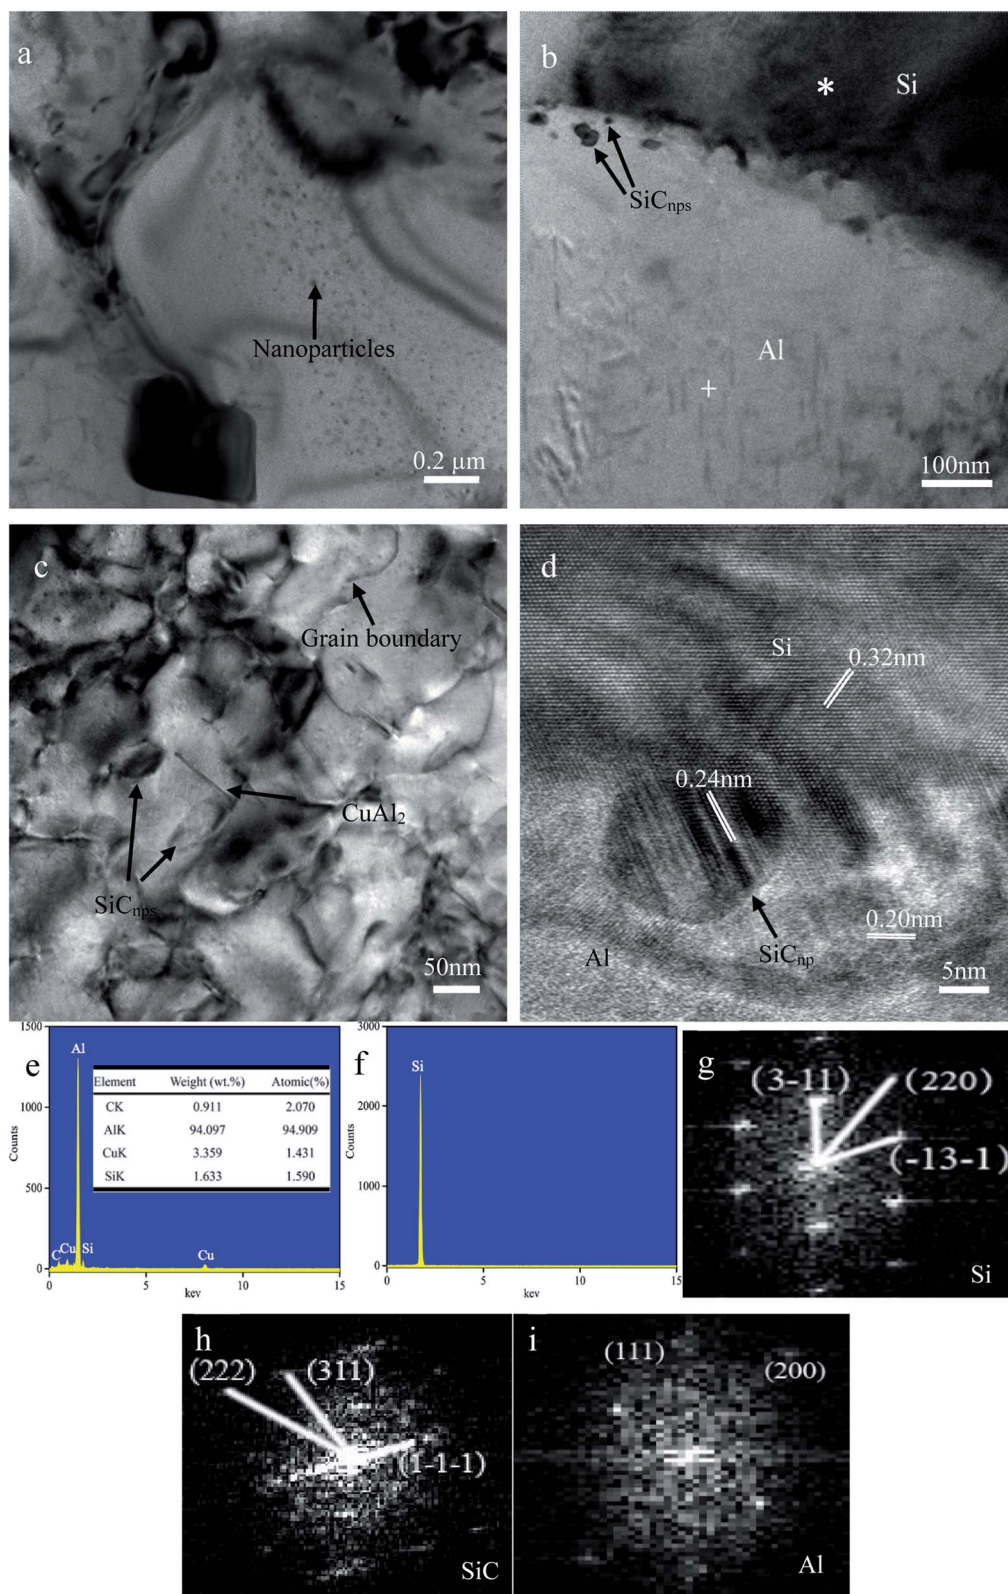 a
Nanoparticles
0.2 µm
b
*
Si
SiCnps
Al
+
100nm
c
Grain boundary
CuAl2
SiCnps
50nm
d
Si
0.32nm
0.24nm
0.20nm
Al
SiCnp
5nm
e
1500
1000
500
0
Counts
Al
Element Weight (wt.%) Atomic(%)
CK 0.911 2.070
AlK 94.097 94.909
CuK 3.359 1.431
SiK 1.633 1.590
C Cu Si Cu
0 5 10 15
kev
f
3000
2000
1000
0
Counts
Si
0 5 10 15
kev
g
(3-11) (220)
(-13-1)
Si
h
(222) (311)
(1-1-1)
SiC
i
(111) (200)
Al